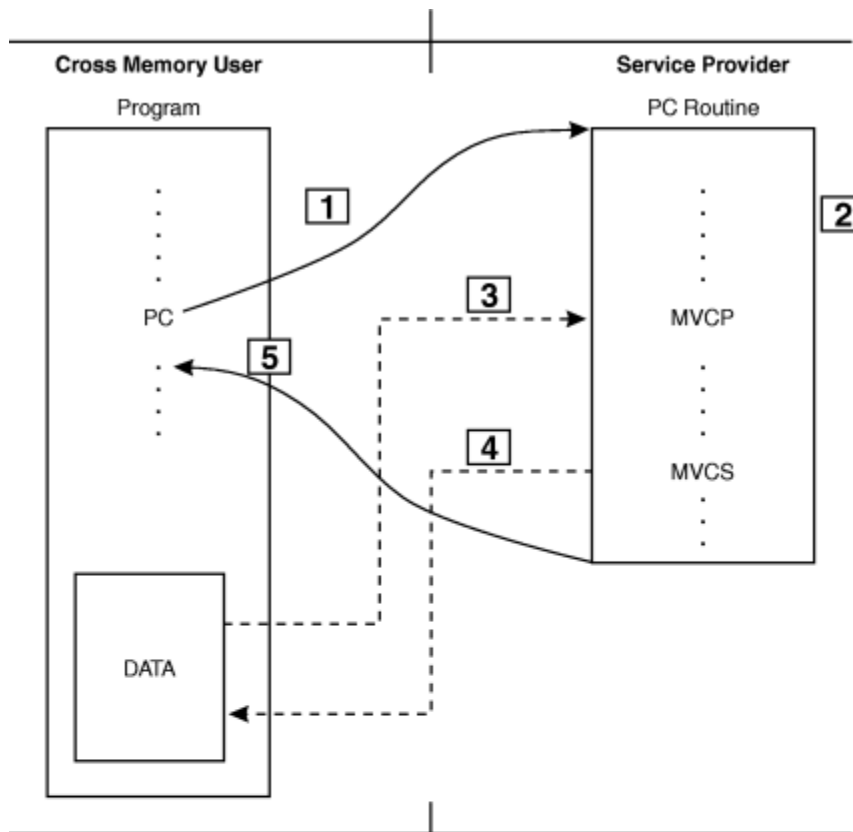 Cross Memory User
Service Provider
Program
PC Routine
1
2
PC
3
MVCP
5
4
MVCS
DATA